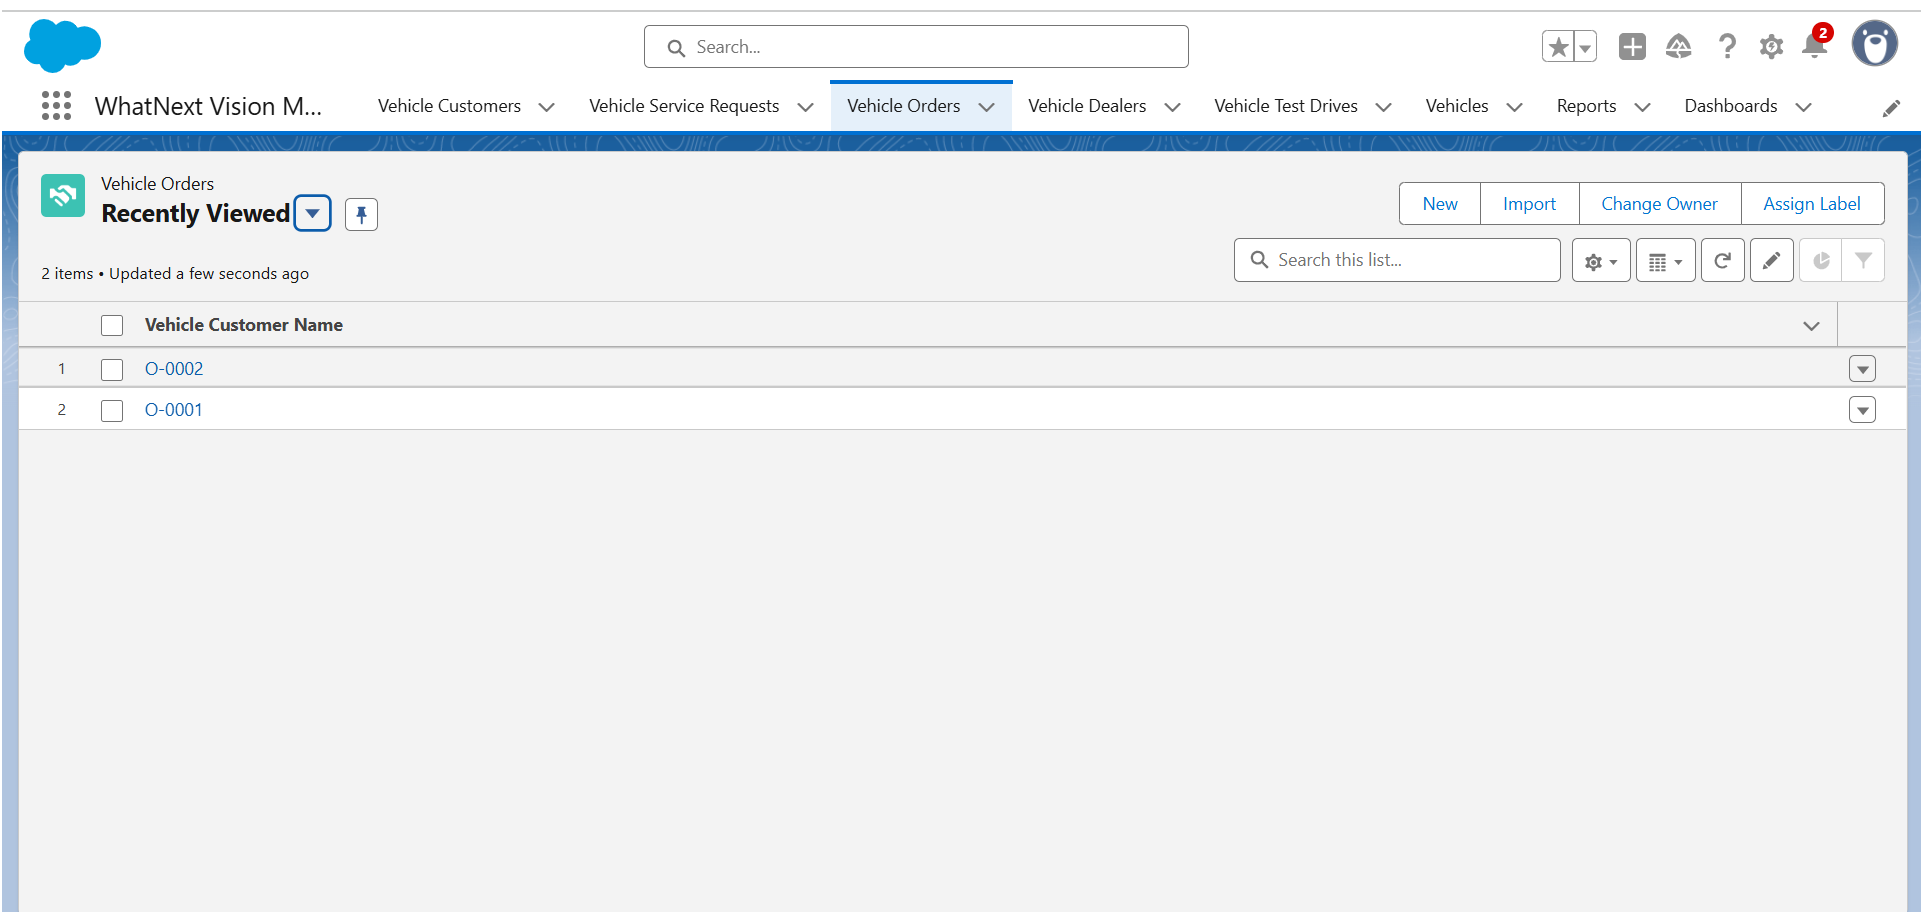 Search...
2
WhatNext Vision M...
Vehicle Customers
Vehicle Service Requests
Vehicle Orders
Vehicle Dealers
Vehicle Test Drives
Vehicles
Reports
Dashboards
Vehicle Orders
Recently Viewed
New
Import
Change Owner
Assign Label
2 items • Updated a few seconds ago
Search this list...
Vehicle Customer Name
1 O-0002
2 O-0001